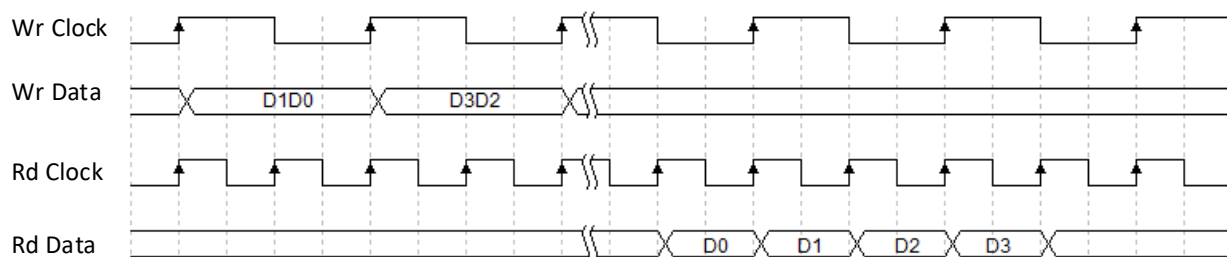 Wr Clock
Wr Data D1D0 D3D2
Rd Clock
Rd Data D0 D1 D2 D3